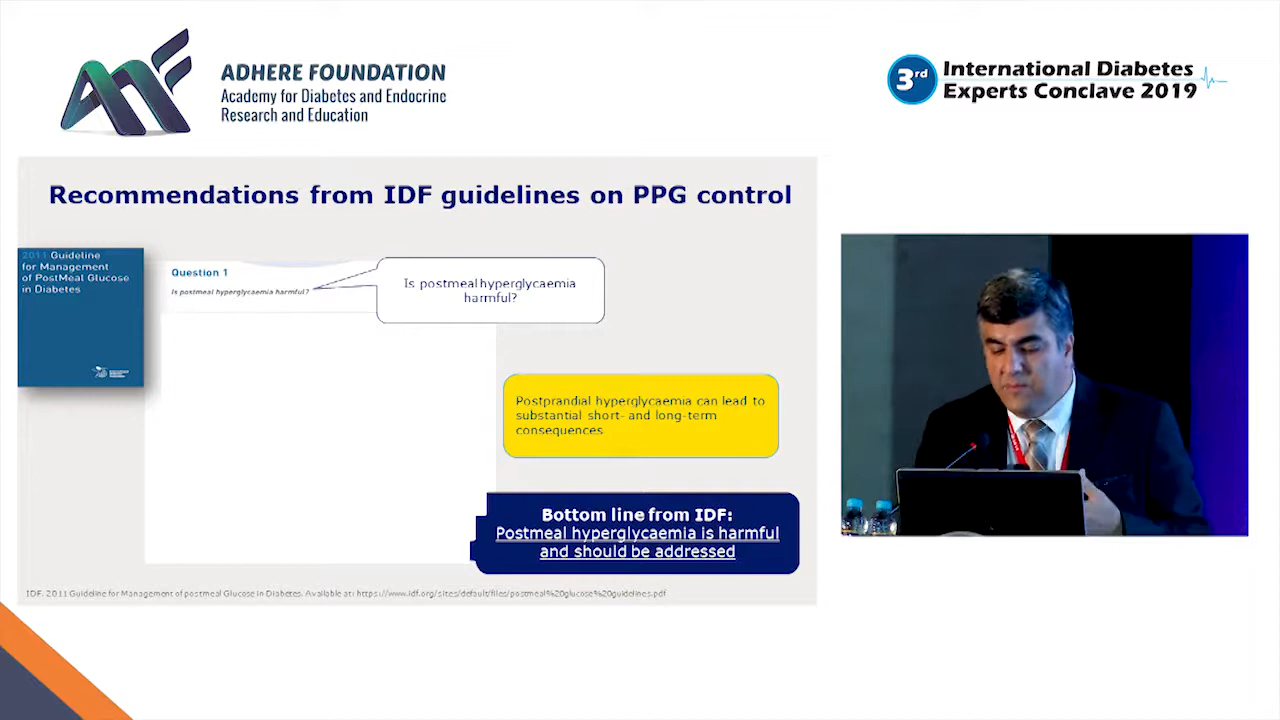 ADHERE FOUNDATION
Academy for Diabetes and Endocrine
Research and Education
3rd
International Diabetes
Experts Conclave 2019
Recommendations from IDF guidelines on PPG control
2011 Guideline
for Management
of PostMeal Glucose
in Diabetes
Question 1
Is postmeal hyperglycaemia harmful?
Is postmeal hyperglycaemia
harmful?
Postprandial hyperglycaemia can lead to
substantial short- and long-term
consequences
Bottom line from IDF:
Postmeal hyperglycaemia is harmful
and should be addressed
IDF. 2011 Guideline for Management of postmeal Glucose in Diabetes. Available at: https://www.idf.org/sites/default/files/postmeal%20glucose%20guidelines.pdf